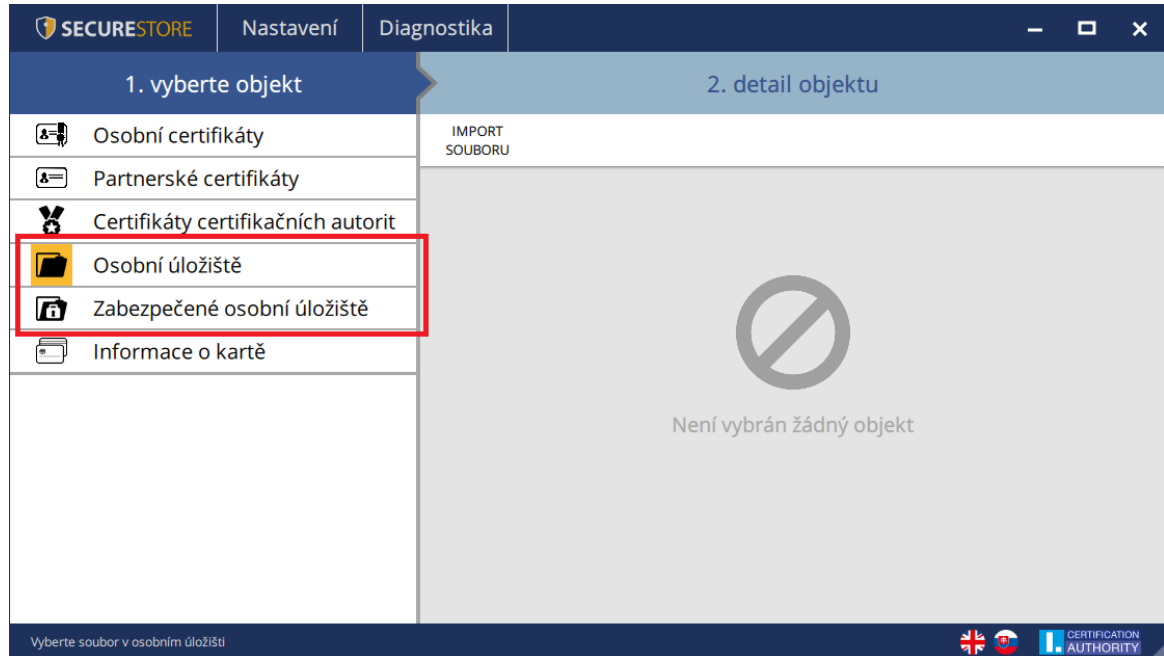 SECURESTORE Nastavení Diagnostika
1. vyberte objekt
2. detail objektu
Osobní certifikáty
Partnerské certifikáty
Certifikáty certifikačních autorit
Osobní úložiště
Zabezpečené osobní úložiště
Informace o kartě
IMPORT
SOUBORU
Není vybrán žádný objekt
Vyberte soubor v osobním úložišti
I. CERTIFICATION
AUTHORITY